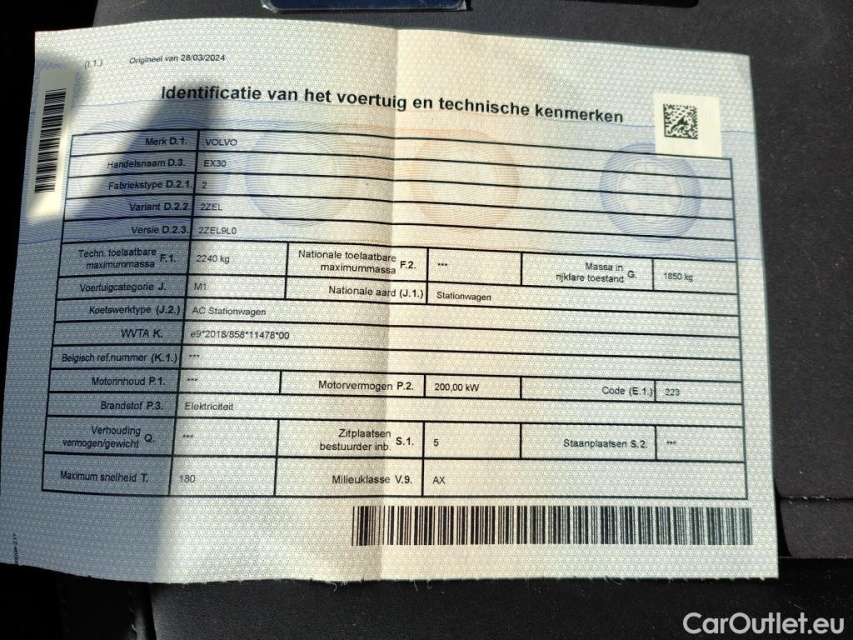 (I.1.) Origineel van 28/03/2024
Identificatie van het voertuig en technische kenmerken
Merk D.1. VOLVO
Handelsnaam D.3. EX30
Fabriekstype D.2.1. 2
Variant D.2.2. 2ZEL
Versie D.2.3. 2ZEL9L0
Techn. toelaatbare maximummassa F.1. 2240 kg Nationale toelaatbare maximummassa F.2. *** Massa in rijklare toestand G. 1850 kg
Voertuigcategorie J. M1 Nationale aard (J.1.) Stationwagen
Koetswerktype (J.2.) AC Stationwagen
WVTA K. e9*2018/858*11478*00
Belgisch ref.nummer (K.1.) ***
Motorinhoud P.1. *** Motorvermogen P.2. 200,00 kW Code (E.1.) 223
Brandstof P.3. Elektriciteit
Verhouding vermogen/gewicht Q. *** Zitplaatsen bestuurder inb. S.1. 5 Staanplaatsen S.2. ***
Maximum snelheid T. 180 Milieuklasse V.9. AX
CarOutlet.eu